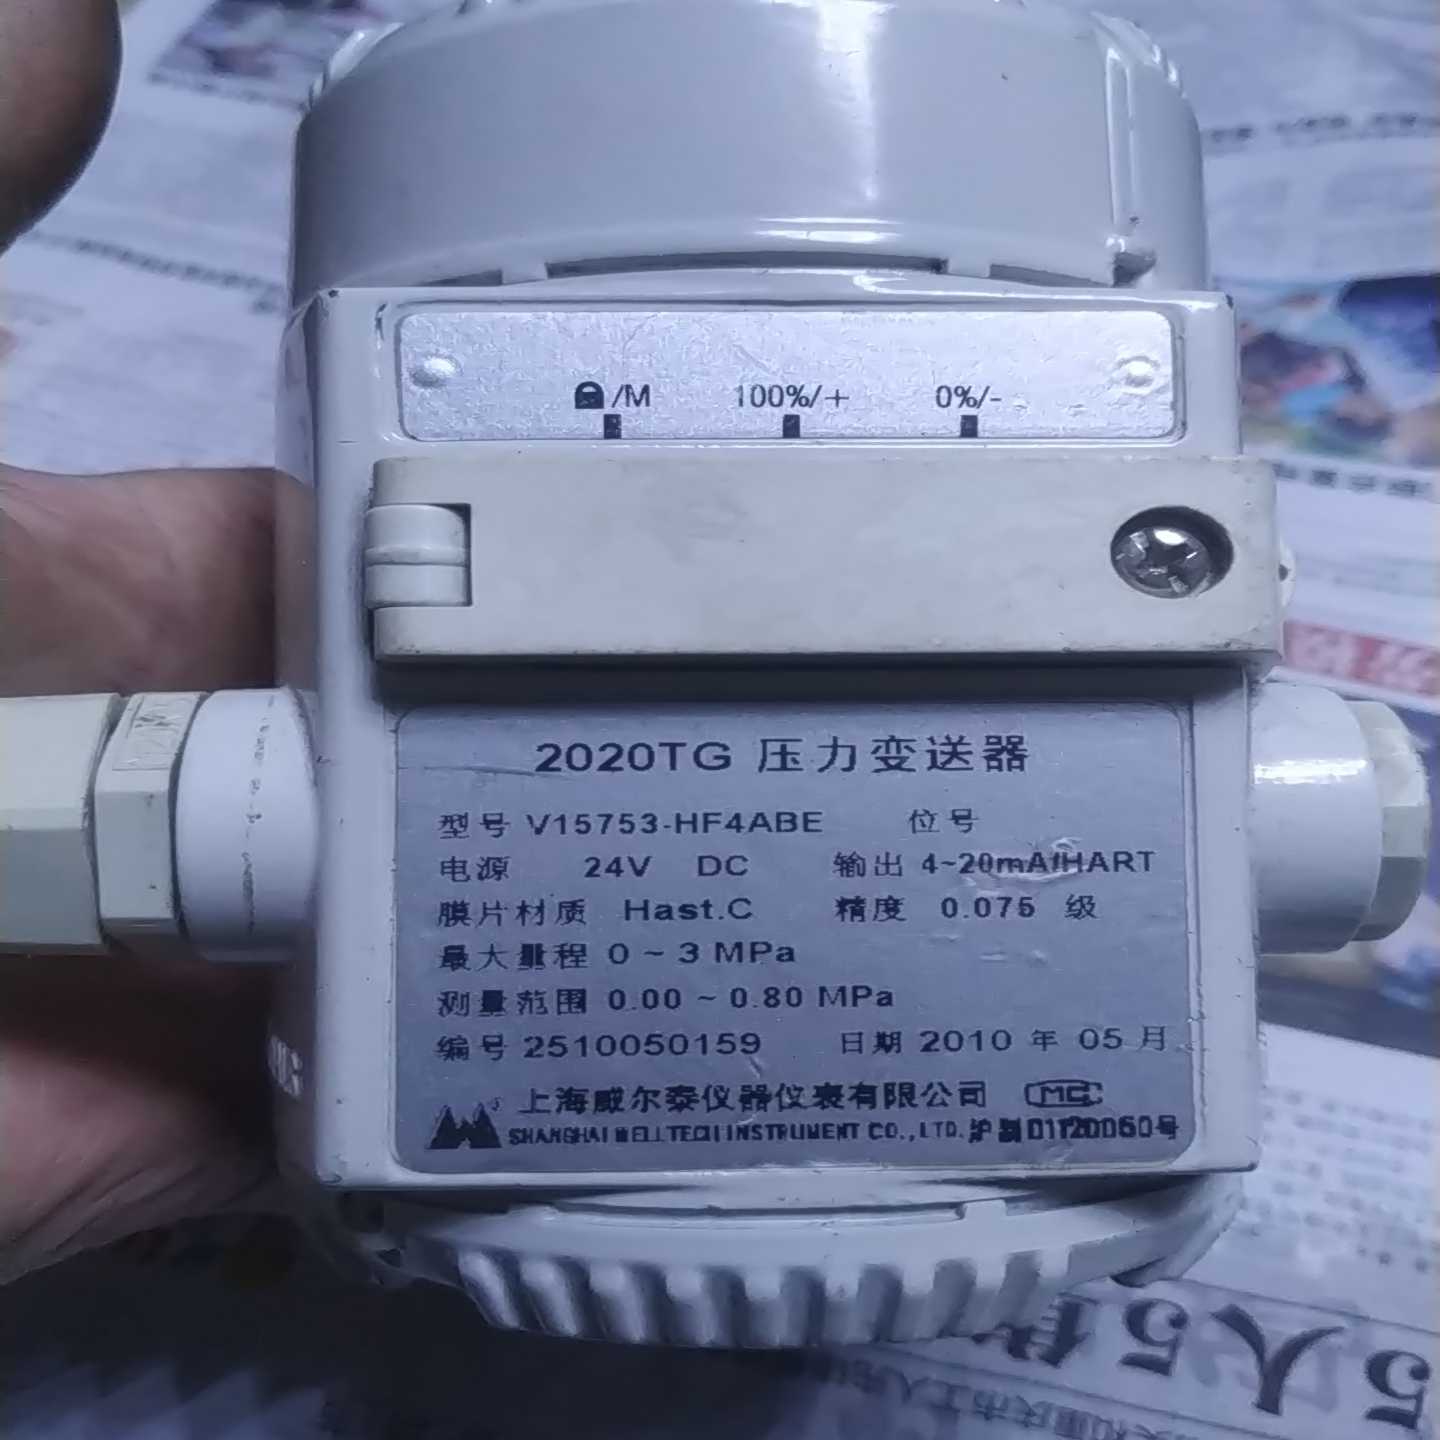 /M 100%/+ 0%/-
2020TG 压力变送器
型号 V15753-HF4ABE 位号
电源 24V DC 输出 4~20mA/HART
膜片材质 Hast.C 精度 0.075 级
最大量程 0 ~ 3 MPa
测量范围 0.00 ~ 0.80 MPa
编号 2510050159 日期 2010 年 05 月
上海威尔泰仪器仪表有限公司 MC
SHANGHAI WELLTECH INSTRUMENT CO.,LTD. 沪制01120060号